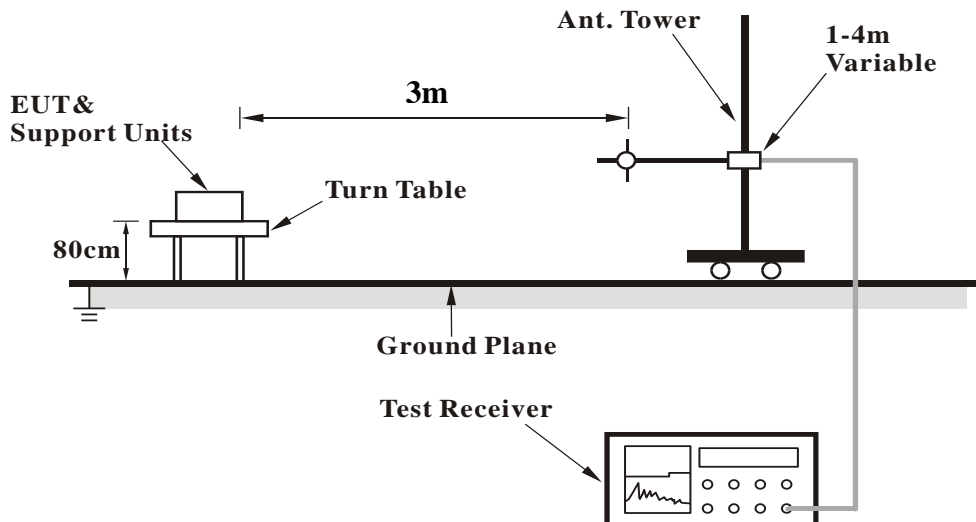 Ant. Tower
1-4m
Variable
3m
EUT&
Support Units
Turn Table
80cm
Ground Plane
Test Receiver